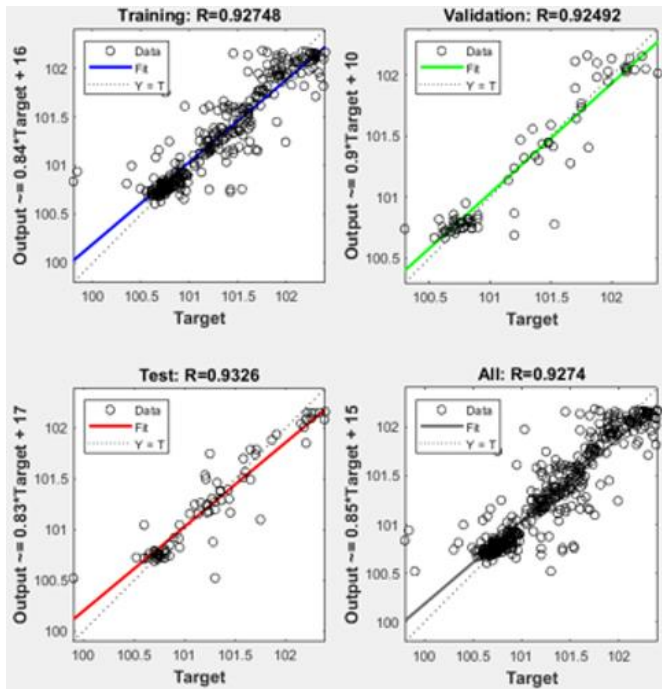 Training: R=0.92748
Output ~= 0.84*Target + 16
Data
Fit
Y = T
102
101.5
101
100.5
100
100 100.5 101 101.5 102
Target
Validation: R=0.92492
Output ~= 0.9*Target + 10
Data
Fit
Y = T
102
101.5
101
100.5
100.5 101 101.5 102
Target
Test: R=0.9326
Output ~= 0.83*Target + 17
Data
Fit
Y = T
102
101.5
101
100.5
100
100 100.5 101 101.5 102
Target
All: R=0.9274
Output ~= 0.85*Target + 15
Data
Fit
Y = T
102
101.5
101
100.5
100
100 100.5 101 101.5 102
Target